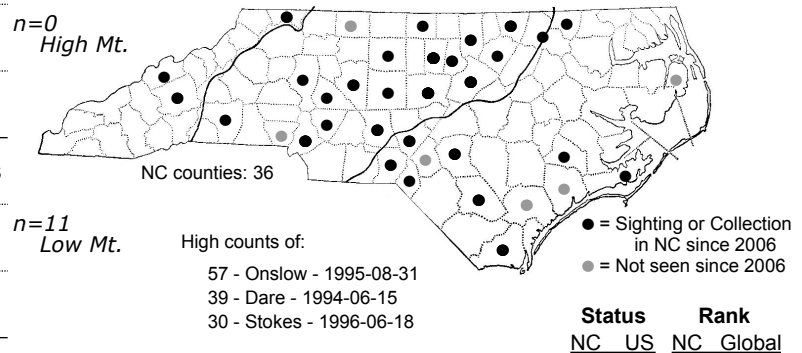 n=0
High Mt.
NC counties: 36
n=11
Low Mt.
High counts of:
57 - Onslow - 1995-08-31
39 - Dare - 1994-06-15
30 - Stokes - 1996-06-18
= Sighting or Collection
in NC since 2006
= Not seen since 2006
Status Rank
NC US NC Global